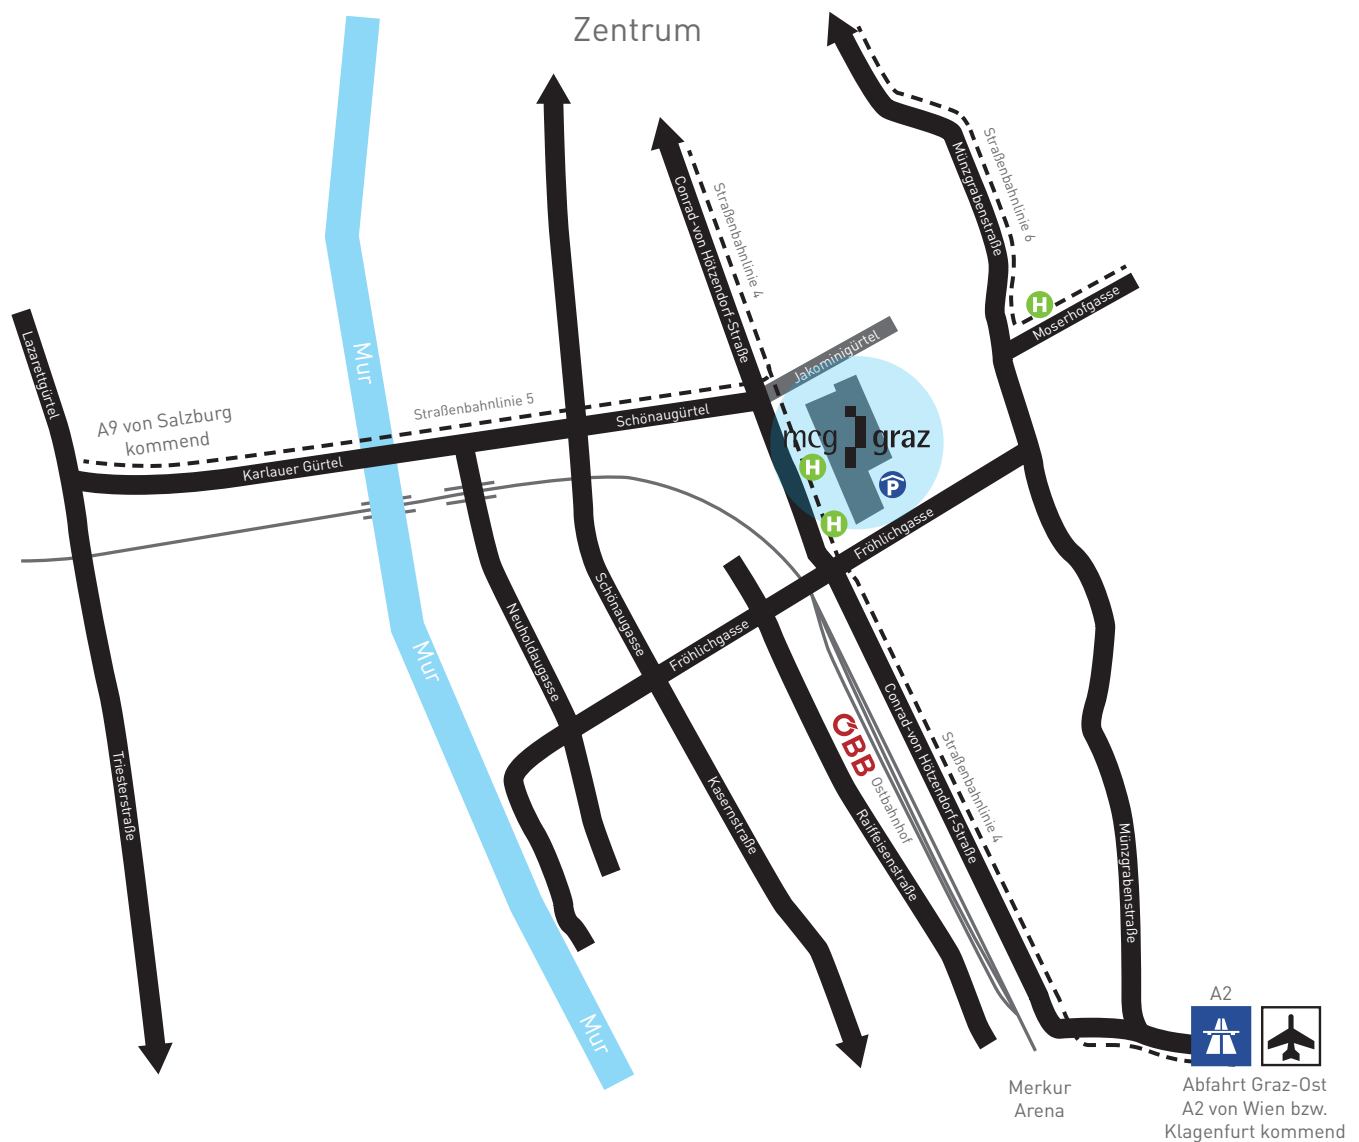 Zentrum
Straßenbahnlinie 6
Münzgrabenstraße
Conrad-von Hötzendorf-Straße
Straßenbahnlinie 4
H
Moserhofgasse
Lazarettgürtel
Mur
Jakominigürtel
A9 von Salzburg
kommend
Straßenbahnlinie 5
Schönaugürtel
Karlauer Gürtel
mcg graz
H
P
H
Fröhlichgasse
Neuholdaugasse
Schönaugasse
Fröhlichgasse
Mur
ÖBB
Ostbahnhof
Conrad-von Hötzendorf-Straße
Straßenbahnlinie 4
Triesterstraße
Kasernstraße
Raiffeisenstraße
Münzgrabenstraße
Mur
A2
Merkur
Arena
Abfahrt Graz-Ost
A2 von Wien bzw.
Klagenfurt kommend